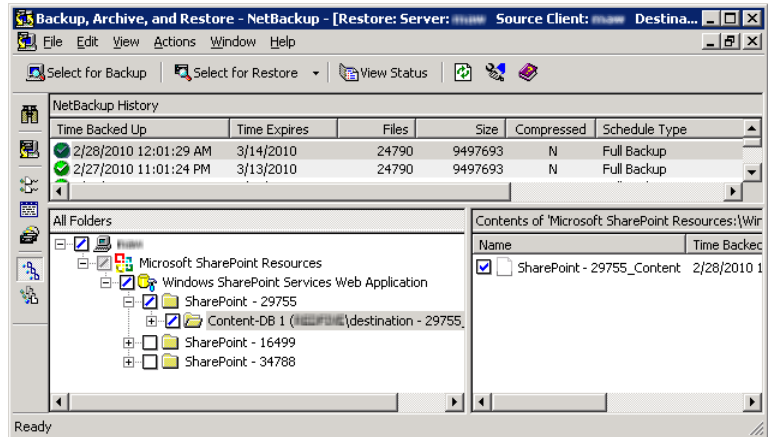 Backup, Archive, and Restore - NetBackup - [Restore: Server: Source Client: Destina...
File Edit View Actions Window Help
Select for Backup Select for Restore View Status
NetBackup History
Time Backed Up Time Expires Files Size Compressed Schedule Type
2/28/2010 12:01:29 AM 3/14/2010 24790 9497693 N Full Backup
2/27/2010 11:01:24 PM 3/13/2010 24790 9497693 N Full Backup
All Folders
Contents of 'Microsoft SharePoint Resources:\Wir
Name Time Backed
Microsoft SharePoint Resources
SharePoint - 29755_Content 2/28/2010 1
Windows SharePoint Services Web Application
SharePoint - 29755
Content-DB 1 ( \destination - 29755_
SharePoint - 16499
SharePoint - 34788
Ready